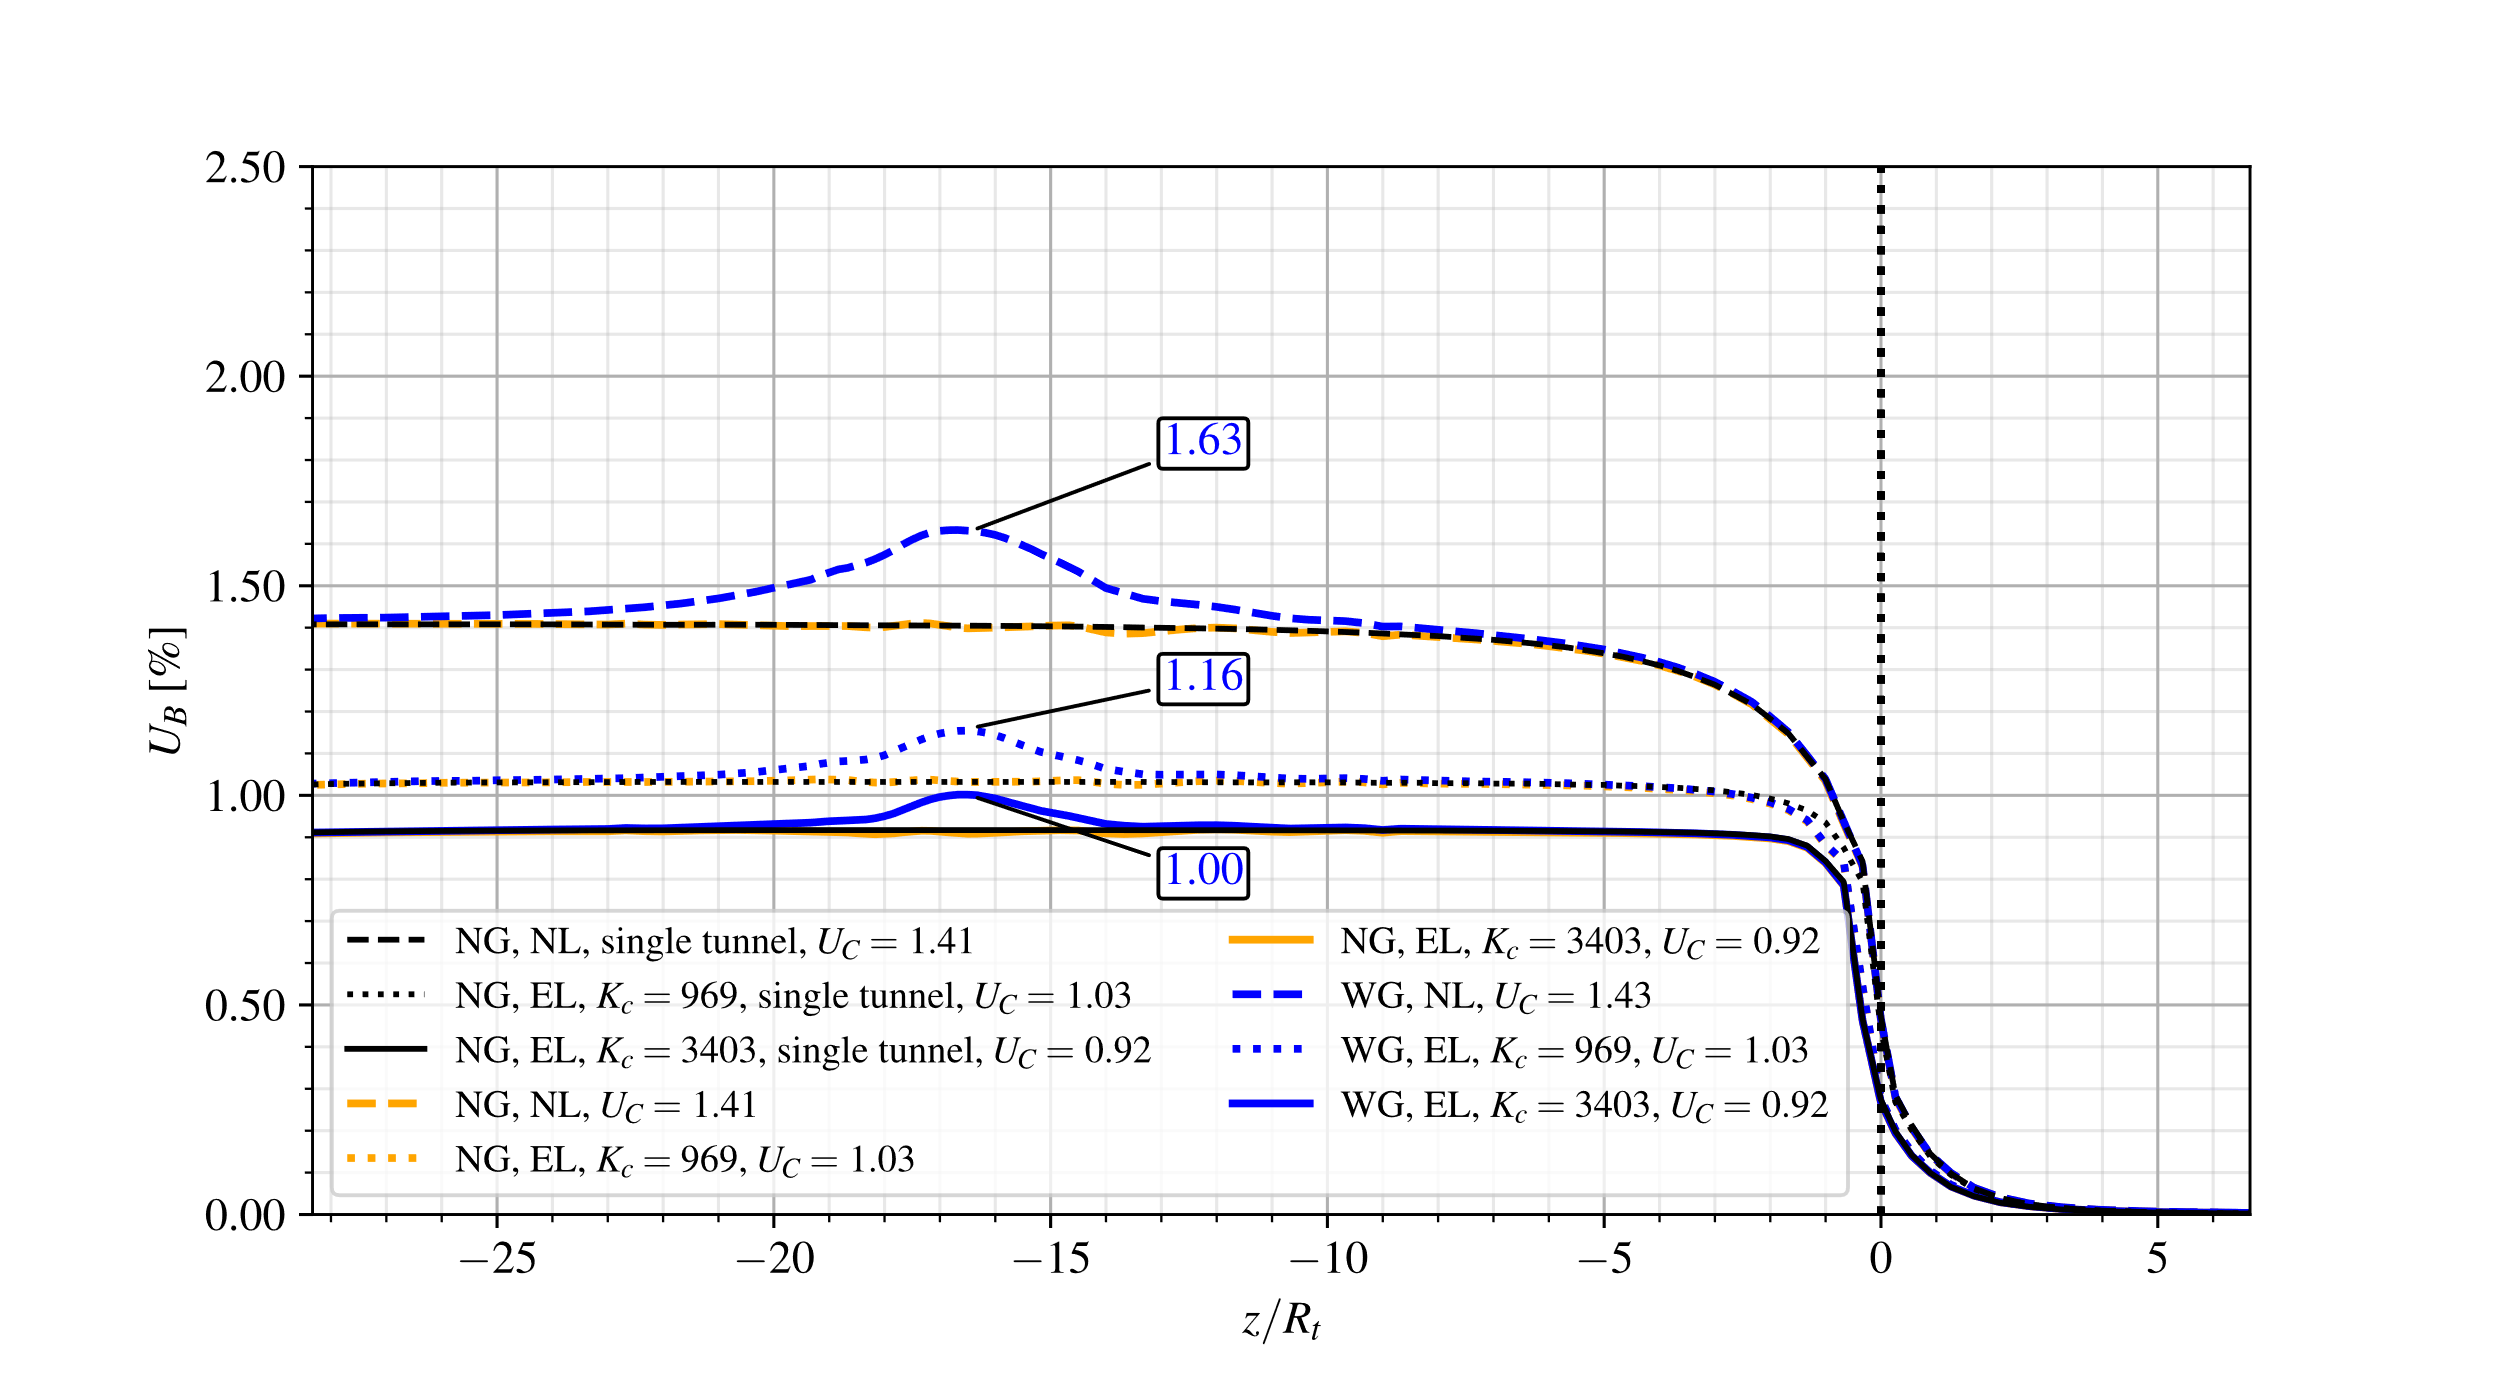 2.50
2.00
1.50
1.00
0.50
0.00
U_B [%]
1.63
1.16
1.00
NG, NL, single tunnel, U_C = 1.41
NG, EL, K_c = 969, single tunnel, U_C = 1.03
NG, EL, K_c = 3403, single tunnel, U_C = 0.92
NG, NL, U_C = 1.41
NG, EL, K_c = 969, U_C = 1.03
NG, EL, K_c = 3403, U_C = 0.92
WG, NL, U_C = 1.43
WG, EL, K_c = 969, U_C = 1.03
WG, EL, K_c = 3403, U_C = 0.92
−25 −20 −15 −10 −5 0 5
z/R_t